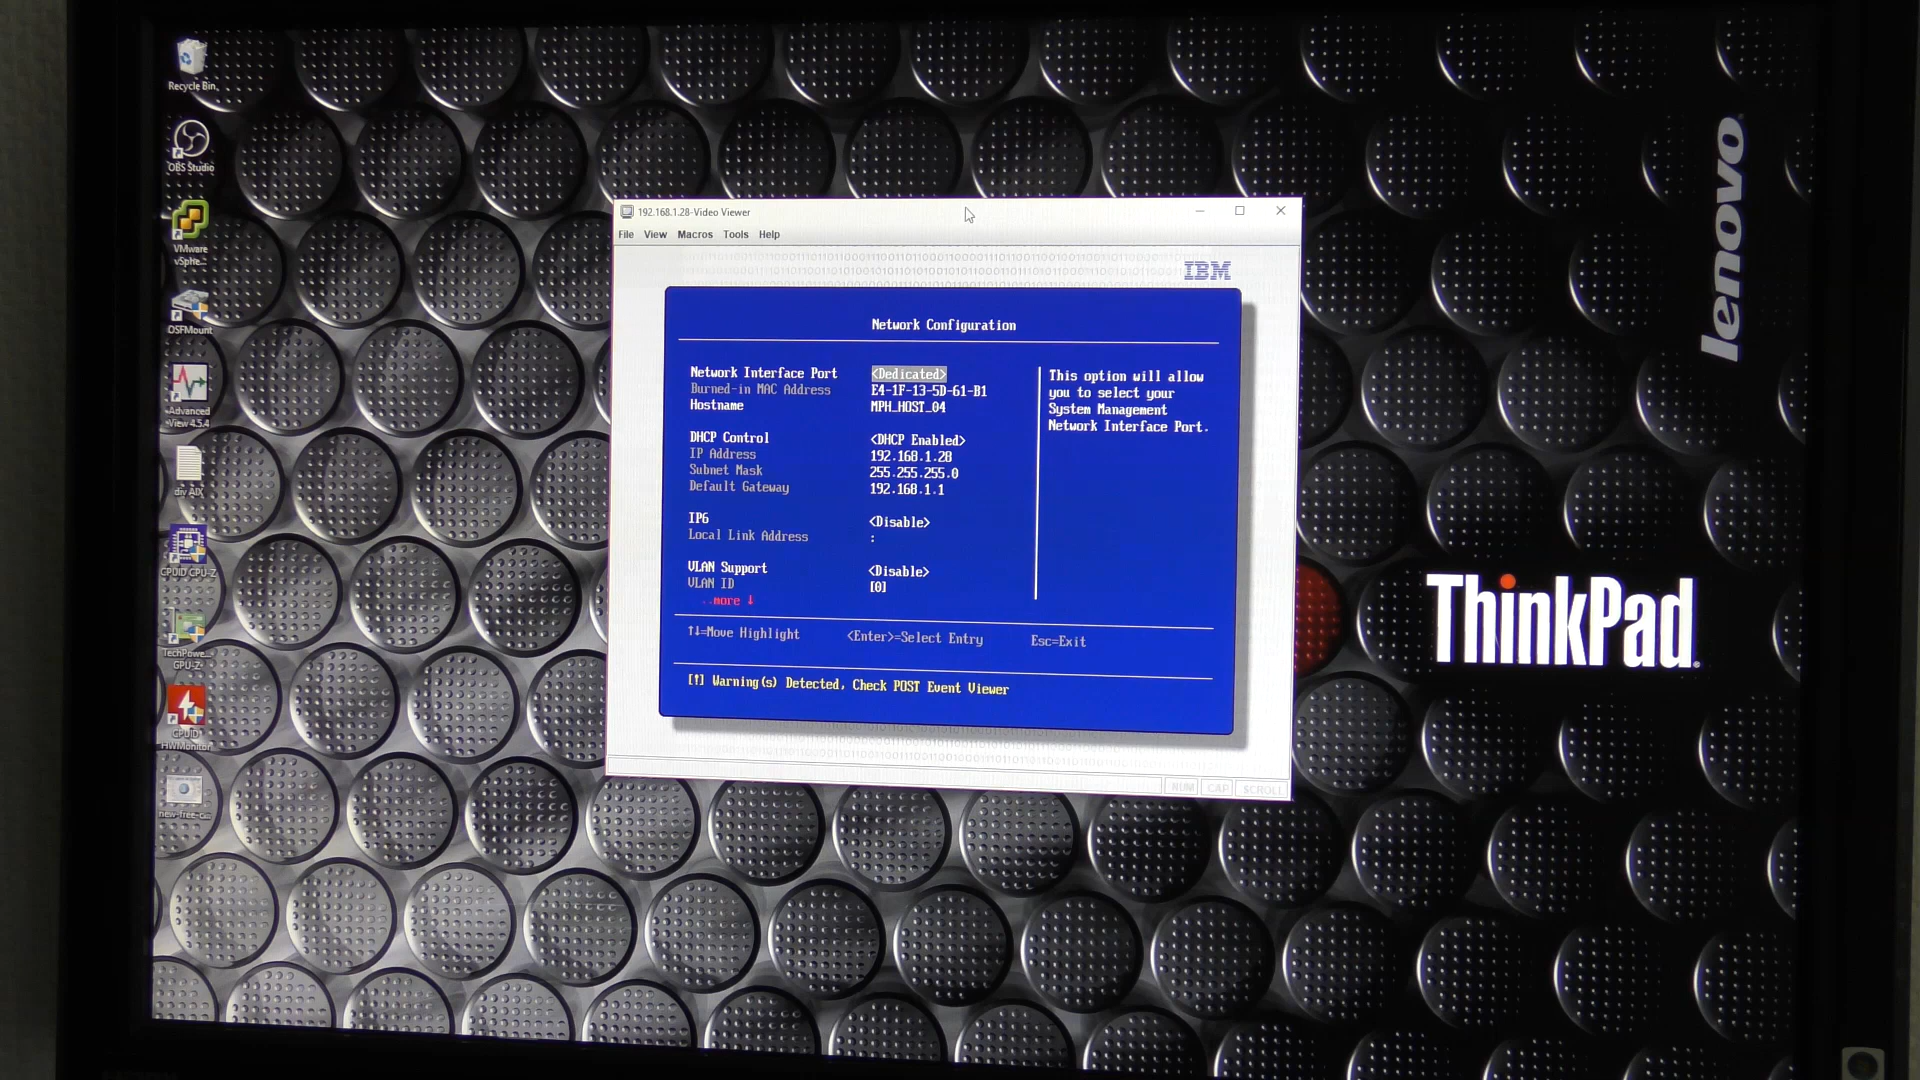 Recycle Bin
OBS Studio
VMware
vSphe...
OSFMount
Advanced
View 4.5.4
div AIX
CPUID CPU-Z
TechPowe...
GPU-Z
CPUID
HWMonitor
192.168.1.28-Video Viewer
File View Macros Tools Help
IBM
Network Configuration
Network Interface Port <Dedicated>
Burned-in MAC Address E4-1F-13-5D-61-B1
Hostname MPH_HOST_04
DHCP Control <DHCP Enabled>
IP Address 192.168.1.28
Subnet Mask 255.255.255.0
Default Gateway 192.168.1.1
IP6 <Disable>
Local Link Address :
VLAN Support <Disable>
VLAN ID [0]
..more ↓
This option will allow
you to select your
System Management
Network Interface Port.
↑↓=Move Highlight <Enter>=Select Entry Esc=Exit
[!] Warning(s) Detected, Check POST Event Viewer
NUM CAP SCROLL
lenovo
ThinkPad